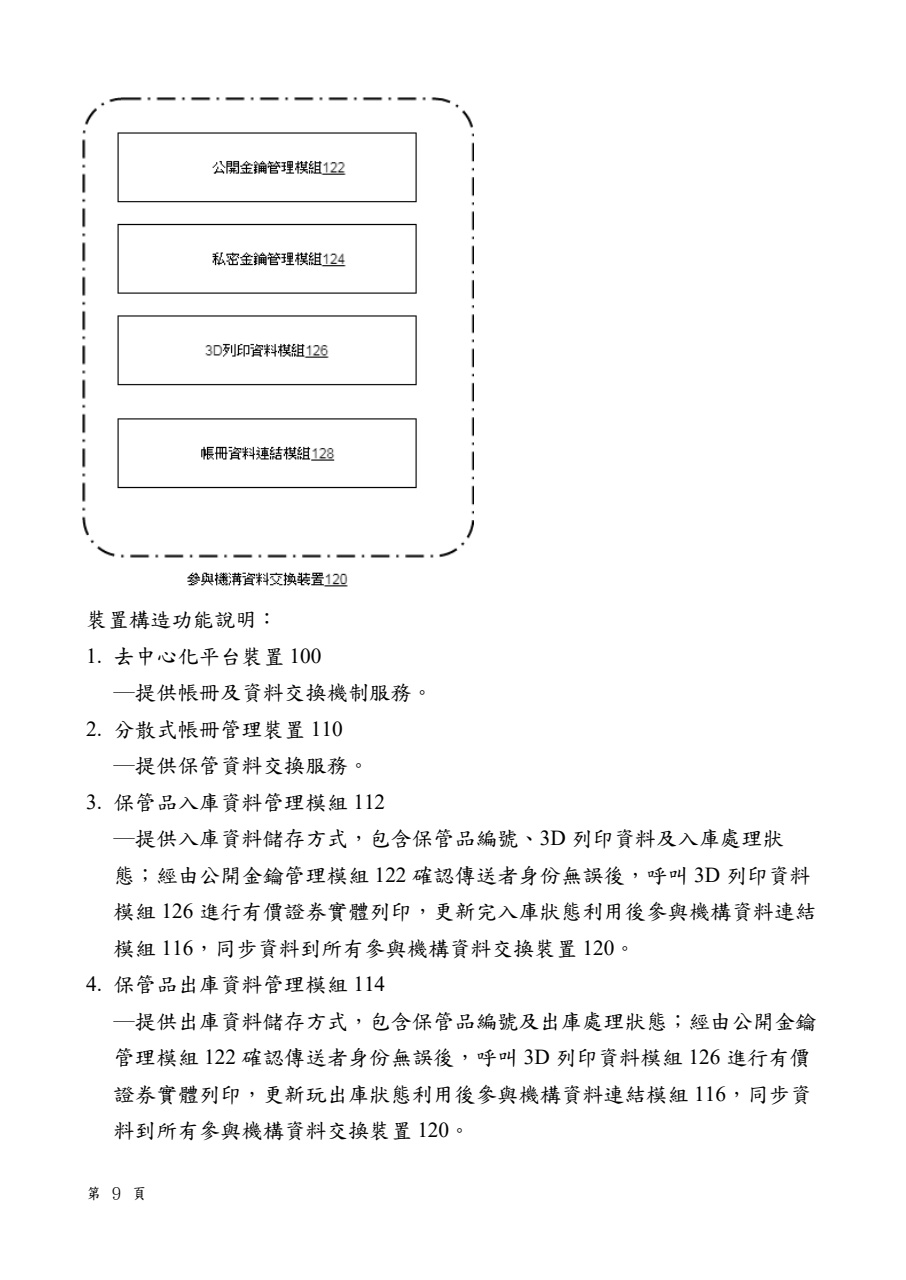 公開金鑰管理模組122
私密金鑰管理模組124
3D列印資料模組126
帳冊資料連結模組128
參與機溝資料交換裝置120
裝置構造功能說明：
1. 去中心化平台裝置 100
—提供帳冊及資料交換機制服務。
2. 分散式帳冊管理裝置 110
—提供保管資料交換服務。
3. 保管品入庫資料管理模組 112
—提供入庫資料儲存方式，包含保管品編號、3D 列印資料及入庫處理狀
態；經由公開金鑰管理模組 122 確認傳送者身份無誤後，呼叫 3D 列印資料
模組 126 進行有價證券實體列印，更新完入庫狀態利用後參與機構資料連結
模組 116，同步資料到所有參與機構資料交換裝置 120。
4. 保管品出庫資料管理模組 114
—提供出庫資料儲存方式，包含保管品編號及出庫處理狀態；經由公開金鑰
管理模組 122 確認傳送者身份無誤後，呼叫 3D 列印資料模組 126 進行有價
證券實體列印，更新玩出庫狀態利用後參與機構資料連結模組 116，同步資
料到所有參與機構資料交換裝置 120。
第 9 頁